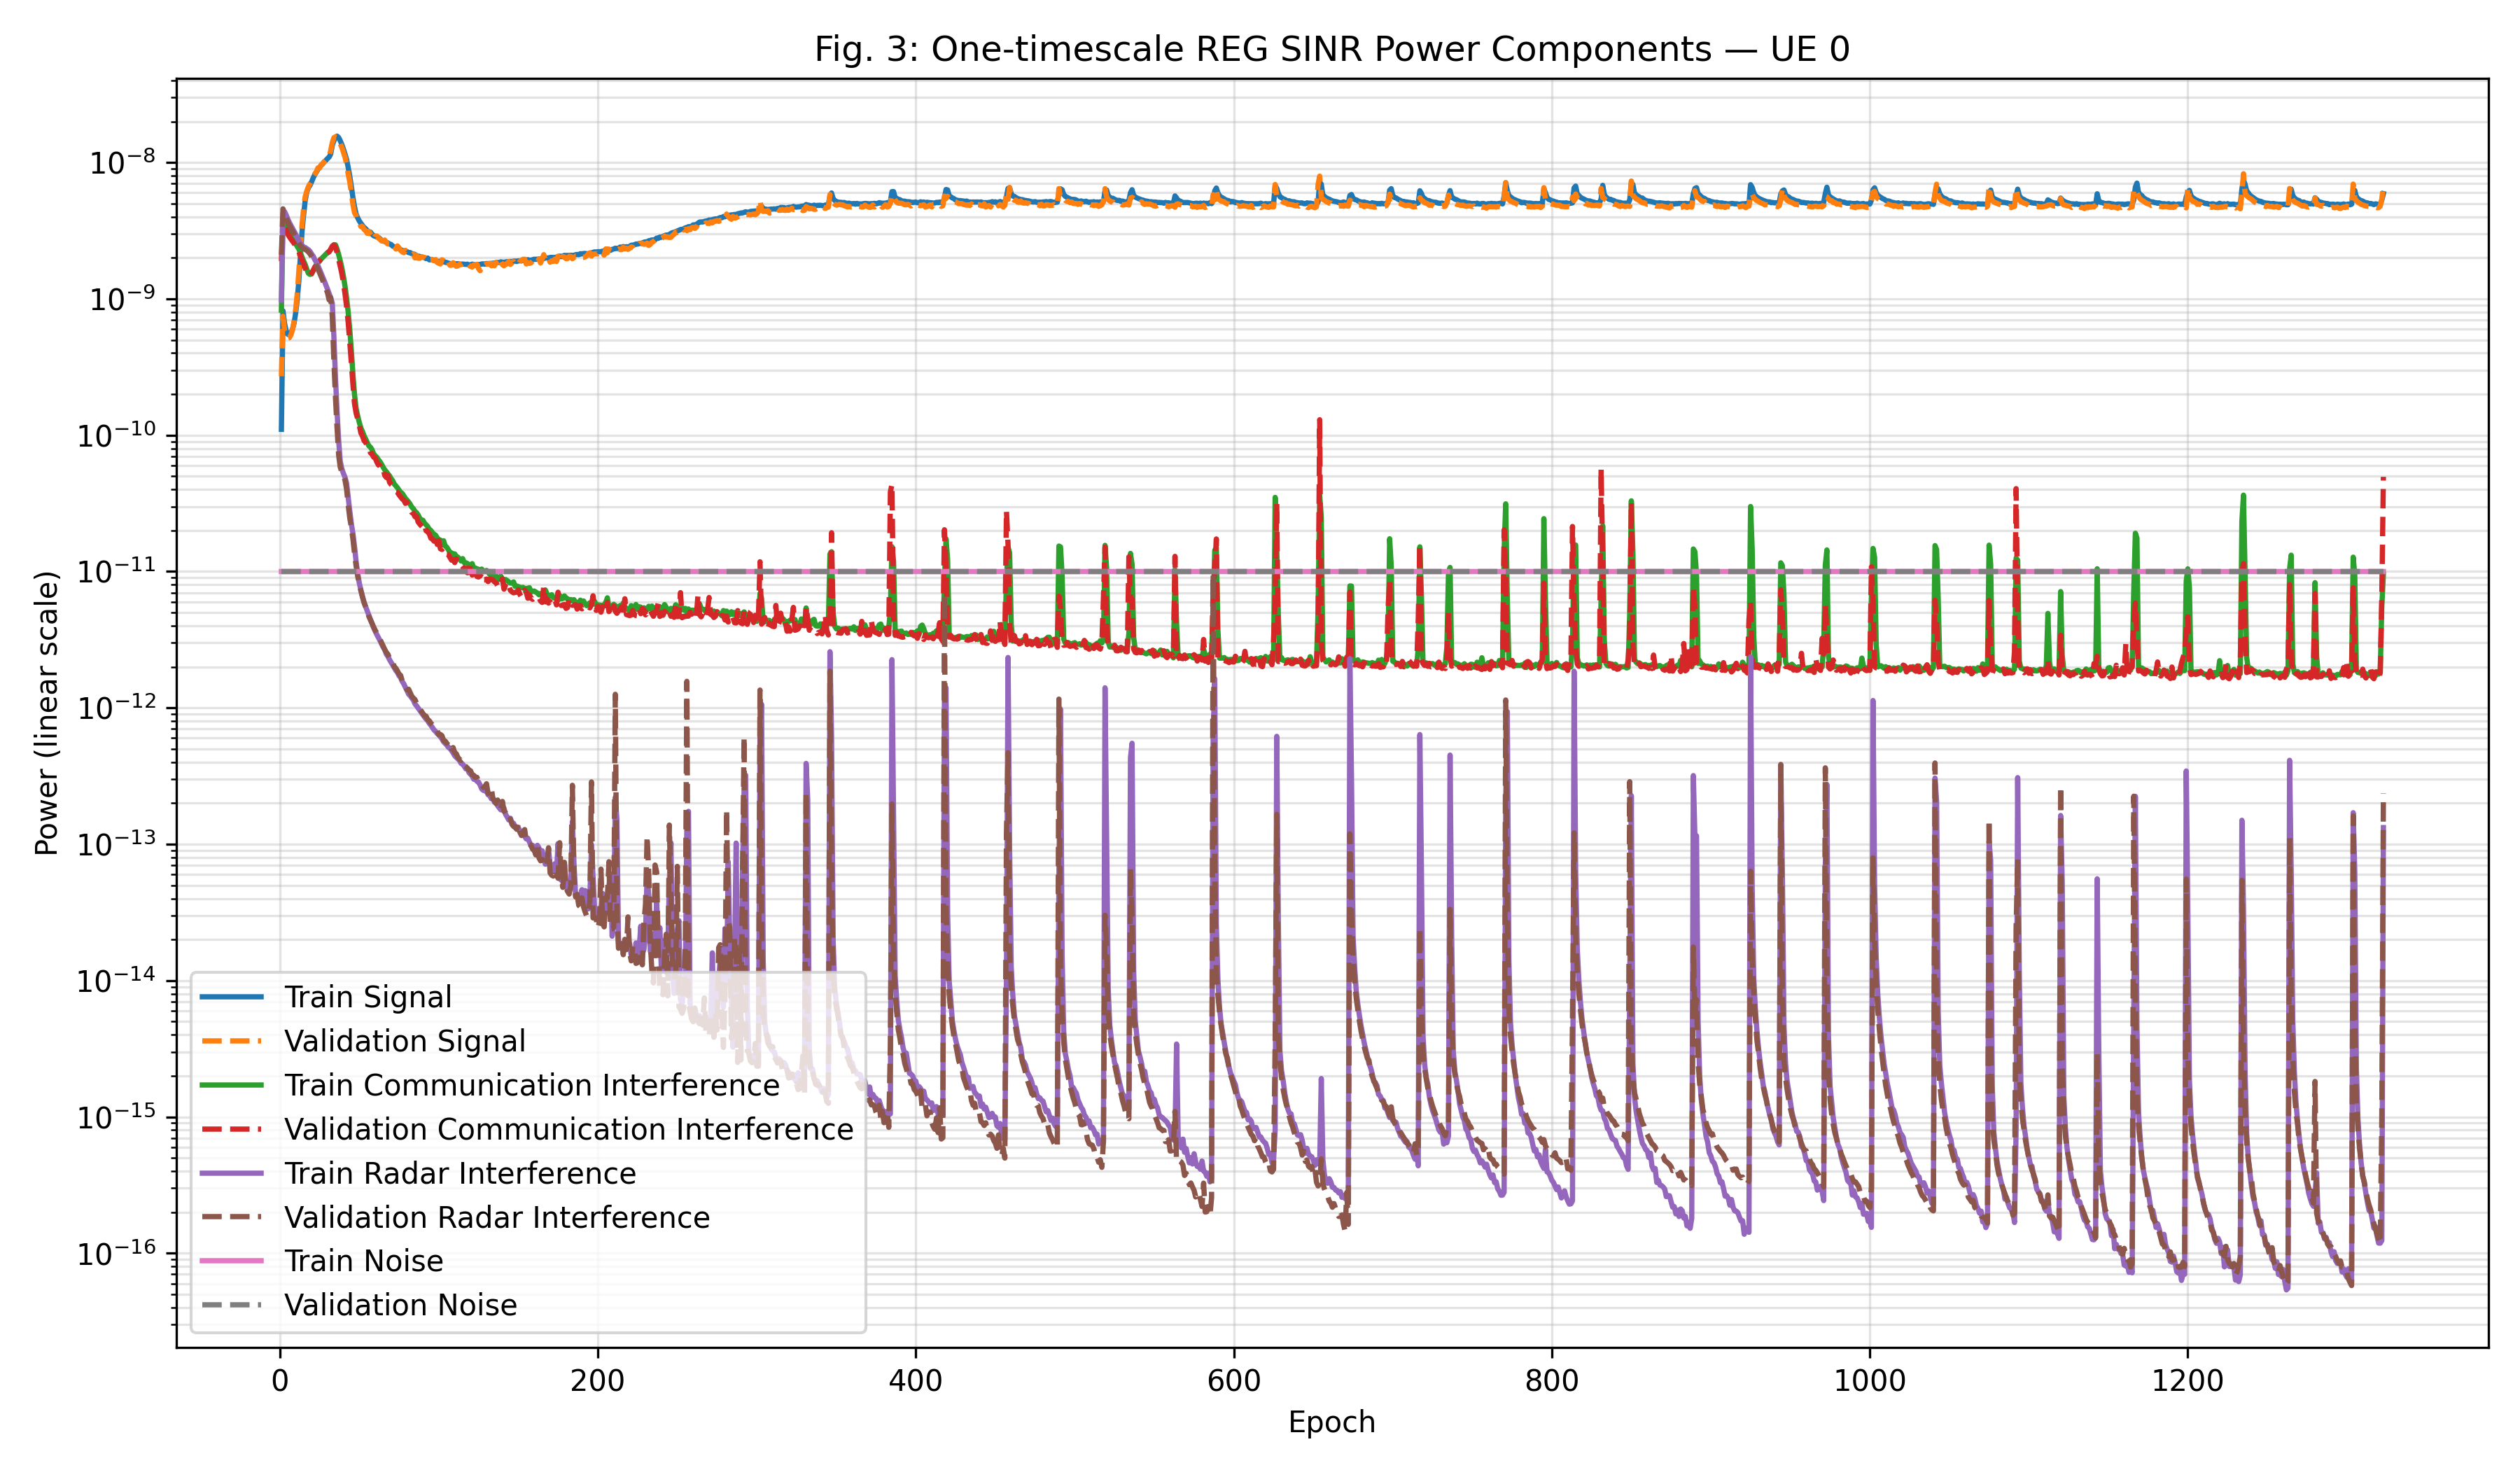 Fig. 3: One-timescale REG SINR Power Components — UE 0
Power (linear scale)
10⁻⁸
10⁻⁹
10⁻¹⁰
10⁻¹¹
10⁻¹²
10⁻¹³
10⁻¹⁴
10⁻¹⁵
10⁻¹⁶
Train Signal
Validation Signal
Train Communication Interference
Validation Communication Interference
Train Radar Interference
Validation Radar Interference
Train Noise
Validation Noise
0 200 400 600 800 1000 1200
Epoch